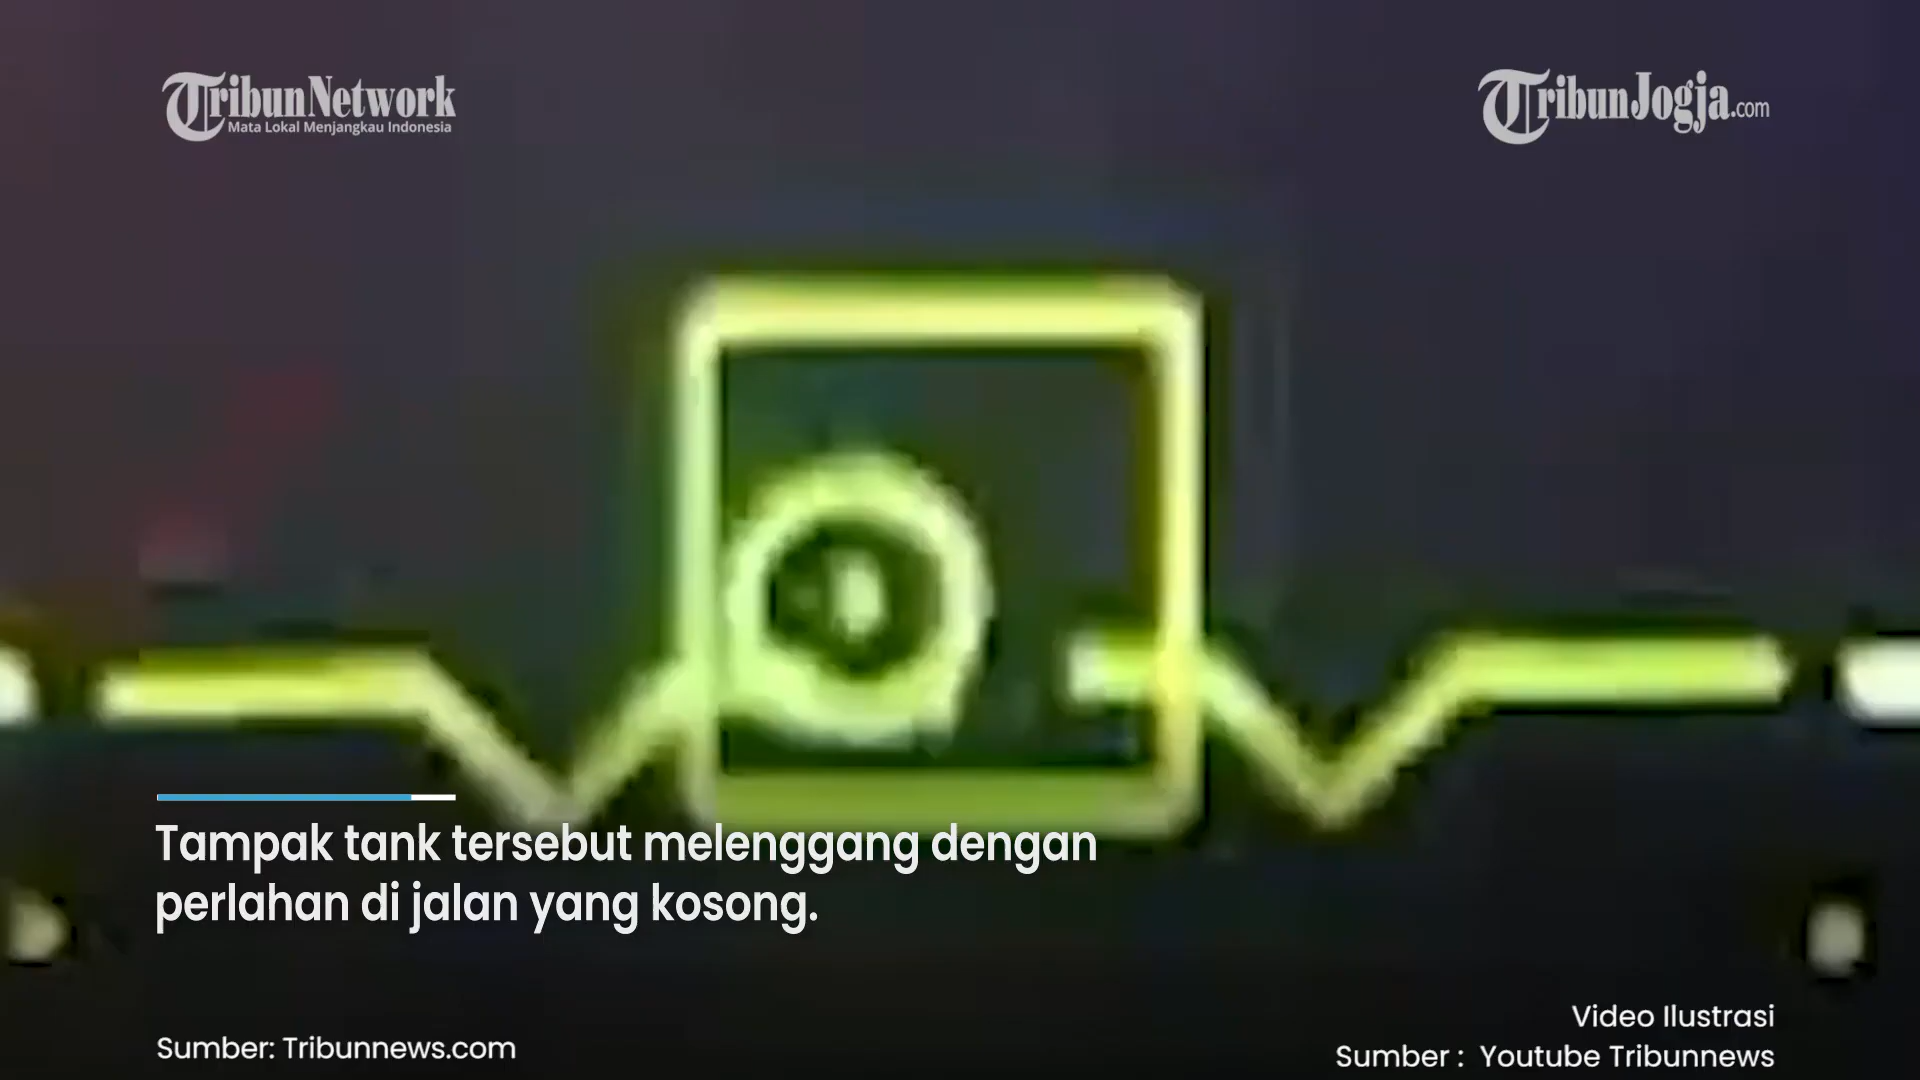 TribunNetwork
Mata Lokal Menjangkau Indonesia
TribunJogja.com
Tampak tank tersebut melenggang dengan
perlahan di jalan yang kosong.
Sumber: Tribunnews.com
Video Ilustrasi
Sumber : Youtube Tribunnews